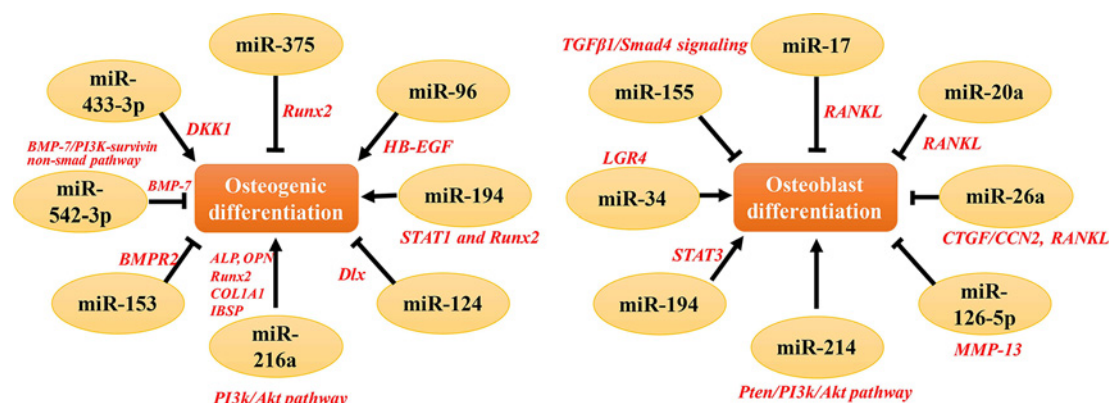 miR-375
miR-
433-3p
miR-96
Runx2
DKK1
HB-EGF
BMP-7/PI3K-survivin
non-smad pathway
BMP-7
miR-
542-3p
Osteogenic
differentiation
miR-194
STAT1 and Runx2
BMPR2
miR-153
ALP, OPN
Runx2
COL1A1
IBSP
Dlx
miR-124
miR-
216a
PI3k/Akt pathway
TGFβ1/Smad4 signaling
miR-17
miR-155
miR-20a
RANKL
RANKL
LGR4
miR-34
Osteoblast
differentiation
miR-26a
CTGF/CCN2, RANKL
STAT3
miR-194
miR-
126-5p
MMP-13
miR-214
Pten/PI3k/Akt pathway